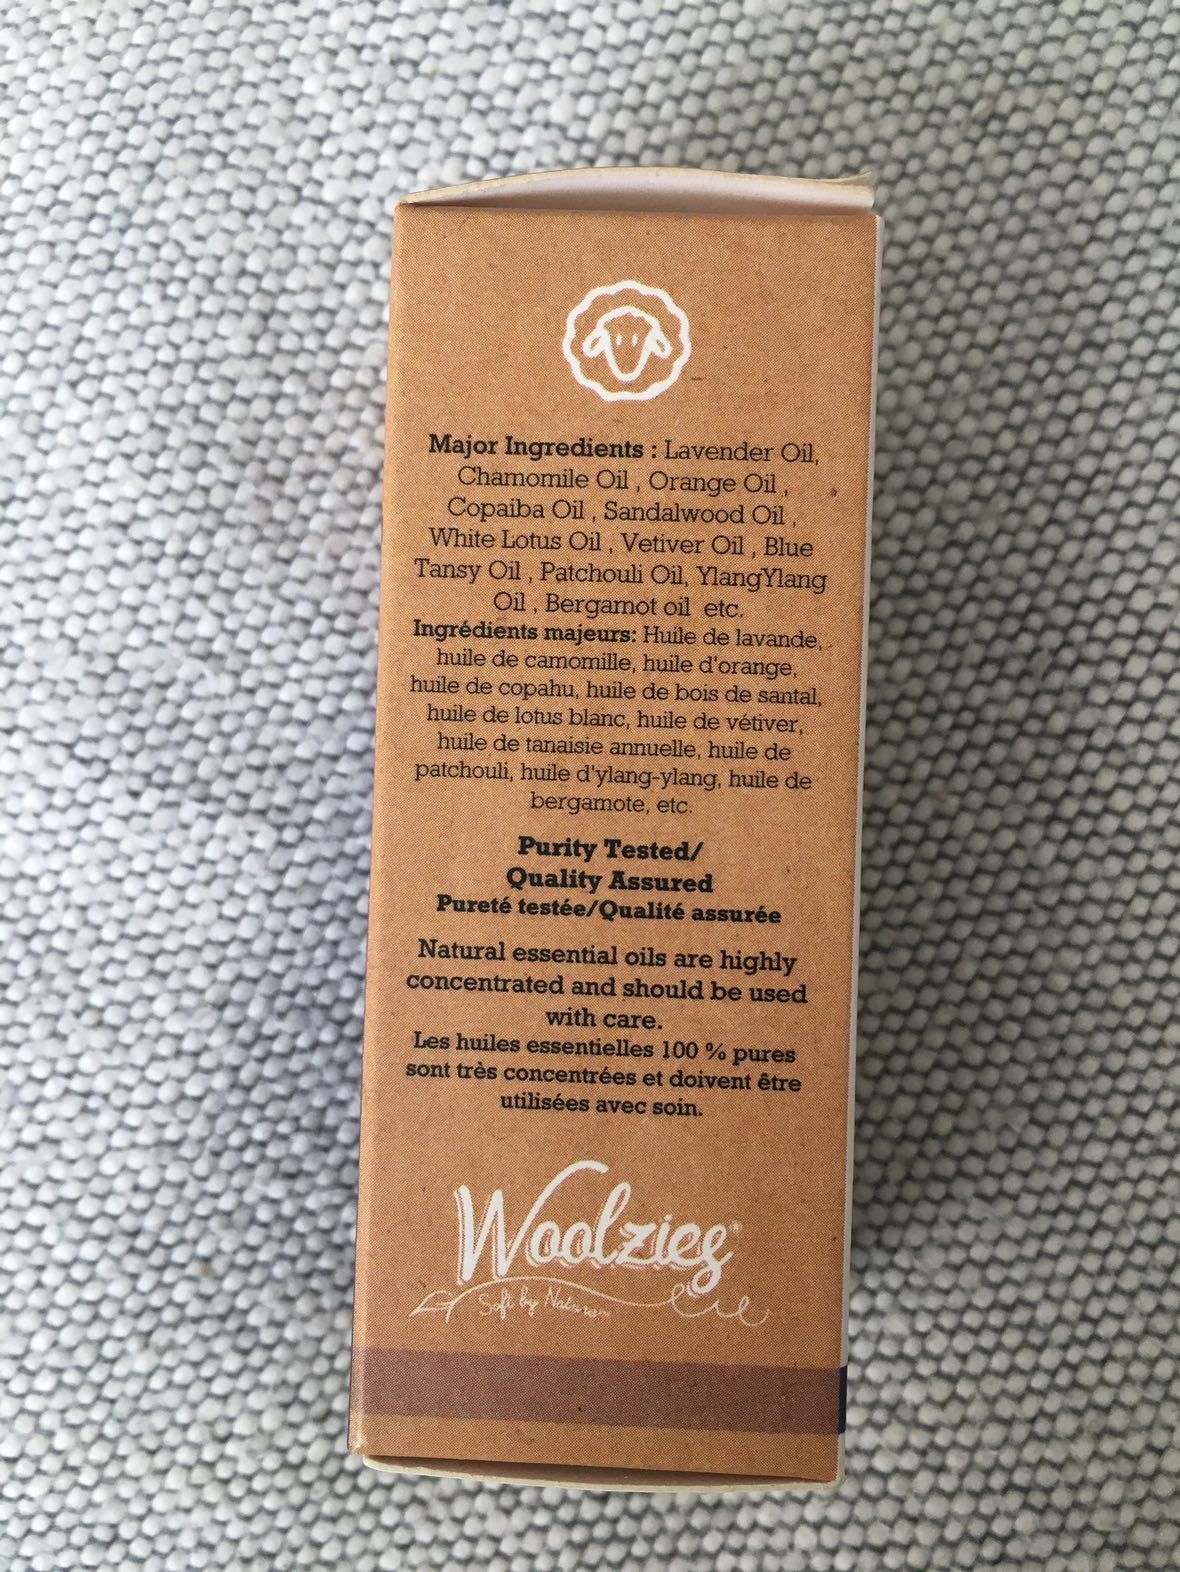 Major Ingredients : Lavender Oil,
Chamomile Oil , Orange Oil ,
Copaiba Oil , Sandalwood Oil ,
White Lotus Oil , Vetiver Oil , Blue
Tansy Oil , Patchouli Oil, YlangYlang
Oil , Bergamot oil etc.
Ingrédients majeurs: Huile de lavande,
huile de camomille, huile d'orange,
huile de copahu, huile de bois de santal,
huile de lotus blanc, huile de vétiver,
huile de tanaisie annuelle, huile de
patchouli, huile d'ylang-ylang, huile de
bergamote, etc.
Purity Tested/
Quality Assured
Pureté testée/Qualité assurée
Natural essential oils are highly
concentrated and should be used
with care.
Les huiles essentielles 100 % pures
sont très concentrées et doivent être
utilisées avec soin.
Woolzies®
Soft by Nature™